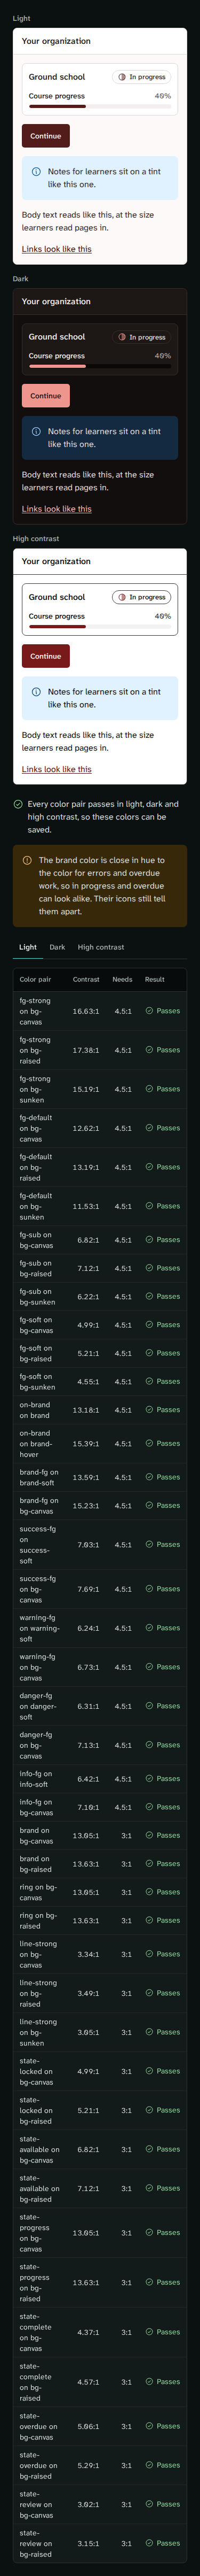 Light
Your organization
Ground school
In progress
Course progress
40%
Continue
Notes for learners sit on a tint
like this one.
Body text reads like this, at the size
learners read pages in.
Links look like this
Dark
Your organization
Ground school
In progress
Course progress
40%
Continue
Notes for learners sit on a tint
like this one.
Body text reads like this, at the size
learners read pages in.
Links look like this
High contrast
Your organization
Ground school
In progress
Course progress
40%
Continue
Notes for learners sit on a tint
like this one.
Body text reads like this, at the size
learners read pages in.
Links look like this
Every color pair passes in light, dark and
high contrast, so these colors can be
saved.
The brand color is close in hue to
the color for errors and overdue
work, so in progress and overdue
can look alike. Their icons still tell
them apart.
Light Dark High contrast
Color pair Contrast Needs Result
fg-strong
on bg-
canvas
16.63:1 4.5:1 Passes
fg-strong
on bg-
raised
17.38:1 4.5:1 Passes
fg-strong
on bg-
sunken
15.19:1 4.5:1 Passes
fg-default
on bg-
canvas
12.62:1 4.5:1 Passes
fg-default
on bg-
raised
13.19:1 4.5:1 Passes
fg-default
on bg-
sunken
11.53:1 4.5:1 Passes
fg-sub on
bg-canvas
6.82:1 4.5:1 Passes
fg-sub on
bg-raised
7.12:1 4.5:1 Passes
fg-sub on
bg-sunken
6.22:1 4.5:1 Passes
fg-soft on
bg-canvas
4.99:1 4.5:1 Passes
fg-soft on
bg-raised
5.21:1 4.5:1 Passes
fg-soft on
bg-sunken
4.55:1 4.5:1 Passes
on-brand
on brand
13.18:1 4.5:1 Passes
on-brand
on brand-
hover
15.39:1 4.5:1 Passes
brand-fg on
brand-soft
13.59:1 4.5:1 Passes
brand-fg on
bg-canvas
15.23:1 4.5:1 Passes
success-fg
on
success-
soft
7.03:1 4.5:1 Passes
success-fg
on bg-
canvas
7.69:1 4.5:1 Passes
warning-fg
on warning-
soft
6.24:1 4.5:1 Passes
warning-fg
on bg-
canvas
6.73:1 4.5:1 Passes
danger-fg
on danger-
soft
6.31:1 4.5:1 Passes
danger-fg
on bg-
canvas
7.13:1 4.5:1 Passes
info-fg on
info-soft
6.42:1 4.5:1 Passes
info-fg on
bg-canvas
7.10:1 4.5:1 Passes
brand on
bg-canvas
13.05:1 3:1 Passes
brand on
bg-raised
13.63:1 3:1 Passes
ring on bg-
canvas
13.05:1 3:1 Passes
ring on bg-
raised
13.63:1 3:1 Passes
line-strong
on bg-
canvas
3.34:1 3:1 Passes
line-strong
on bg-
raised
3.49:1 3:1 Passes
line-strong
on bg-
sunken
3.05:1 3:1 Passes
state-
locked on
bg-canvas
4.99:1 3:1 Passes
state-
locked on
bg-raised
5.21:1 3:1 Passes
state-
available on
bg-canvas
6.82:1 3:1 Passes
state-
available on
bg-raised
7.12:1 3:1 Passes
state-
progress
on bg-
canvas
13.05:1 3:1 Passes
state-
progress
on bg-
raised
13.63:1 3:1 Passes
state-
complete
on bg-
canvas
4.37:1 3:1 Passes
state-
complete
on bg-
raised
4.57:1 3:1 Passes
state-
overdue on
bg-canvas
5.06:1 3:1 Passes
state-
overdue on
bg-raised
5.29:1 3:1 Passes
state-
review on
bg-canvas
3.02:1 3:1 Passes
state-
review on
bg-raised
3.15:1 3:1 Passes